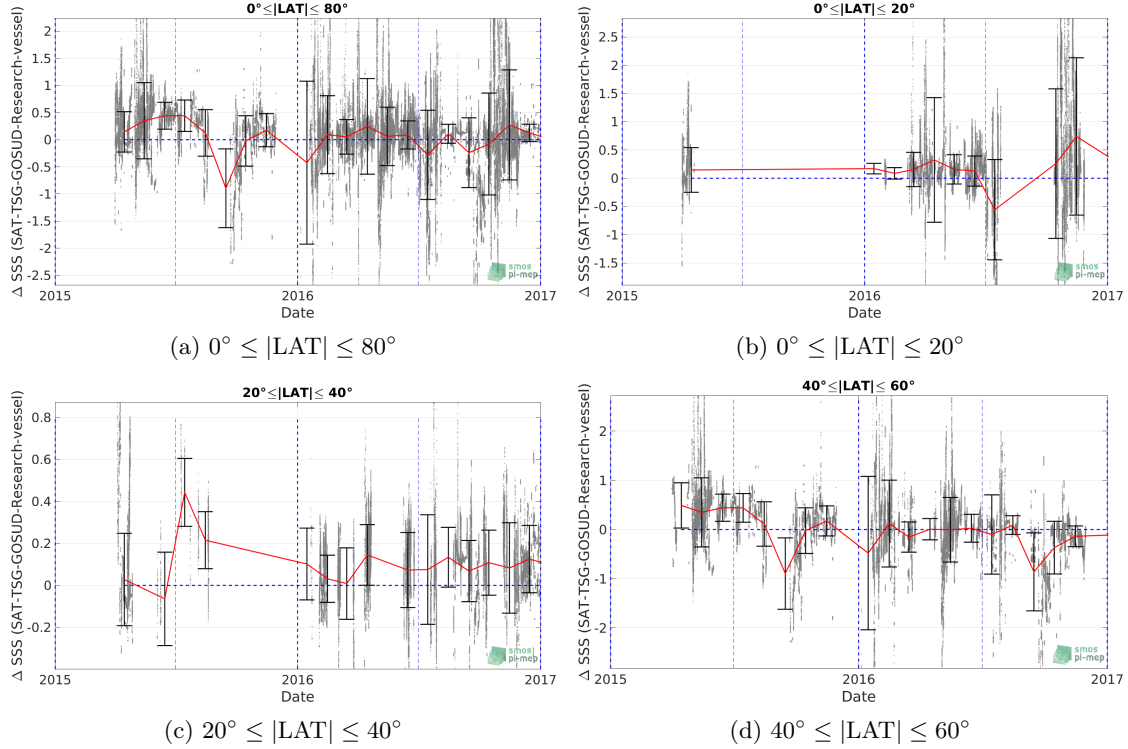 0°≤|LAT|≤ 80°
Δ SSS (SAT-TSG-GOSUD-Research-vessel)
2
1.5
1
0.5
0
-0.5
-1
-1.5
-2
-2.5
2015
2016
2017
Date
smos
pi-mep
(a) 0° ≤ |LAT| ≤ 80°
0°≤|LAT|≤ 20°
Δ SSS (SAT-TSG-GOSUD-Research-vessel)
2.5
2
1.5
1
0.5
0
-0.5
-1
-1.5
2015
2016
2017
Date
smos
pi-mep
(b) 0° ≤ |LAT| ≤ 20°
20°≤|LAT|≤ 40°
Δ SSS (SAT-TSG-GOSUD-Research-vessel)
0.8
0.6
0.4
0.2
0
-0.2
2015
2016
2017
Date
smos
pi-mep
(c) 20° ≤ |LAT| ≤ 40°
40°≤|LAT|≤ 60°
Δ SSS (SAT-TSG-GOSUD-Research-vessel)
2
1
0
-1
-2
2015
2016
2017
Date
smos
pi-mep
(d) 40° ≤ |LAT| ≤ 60°